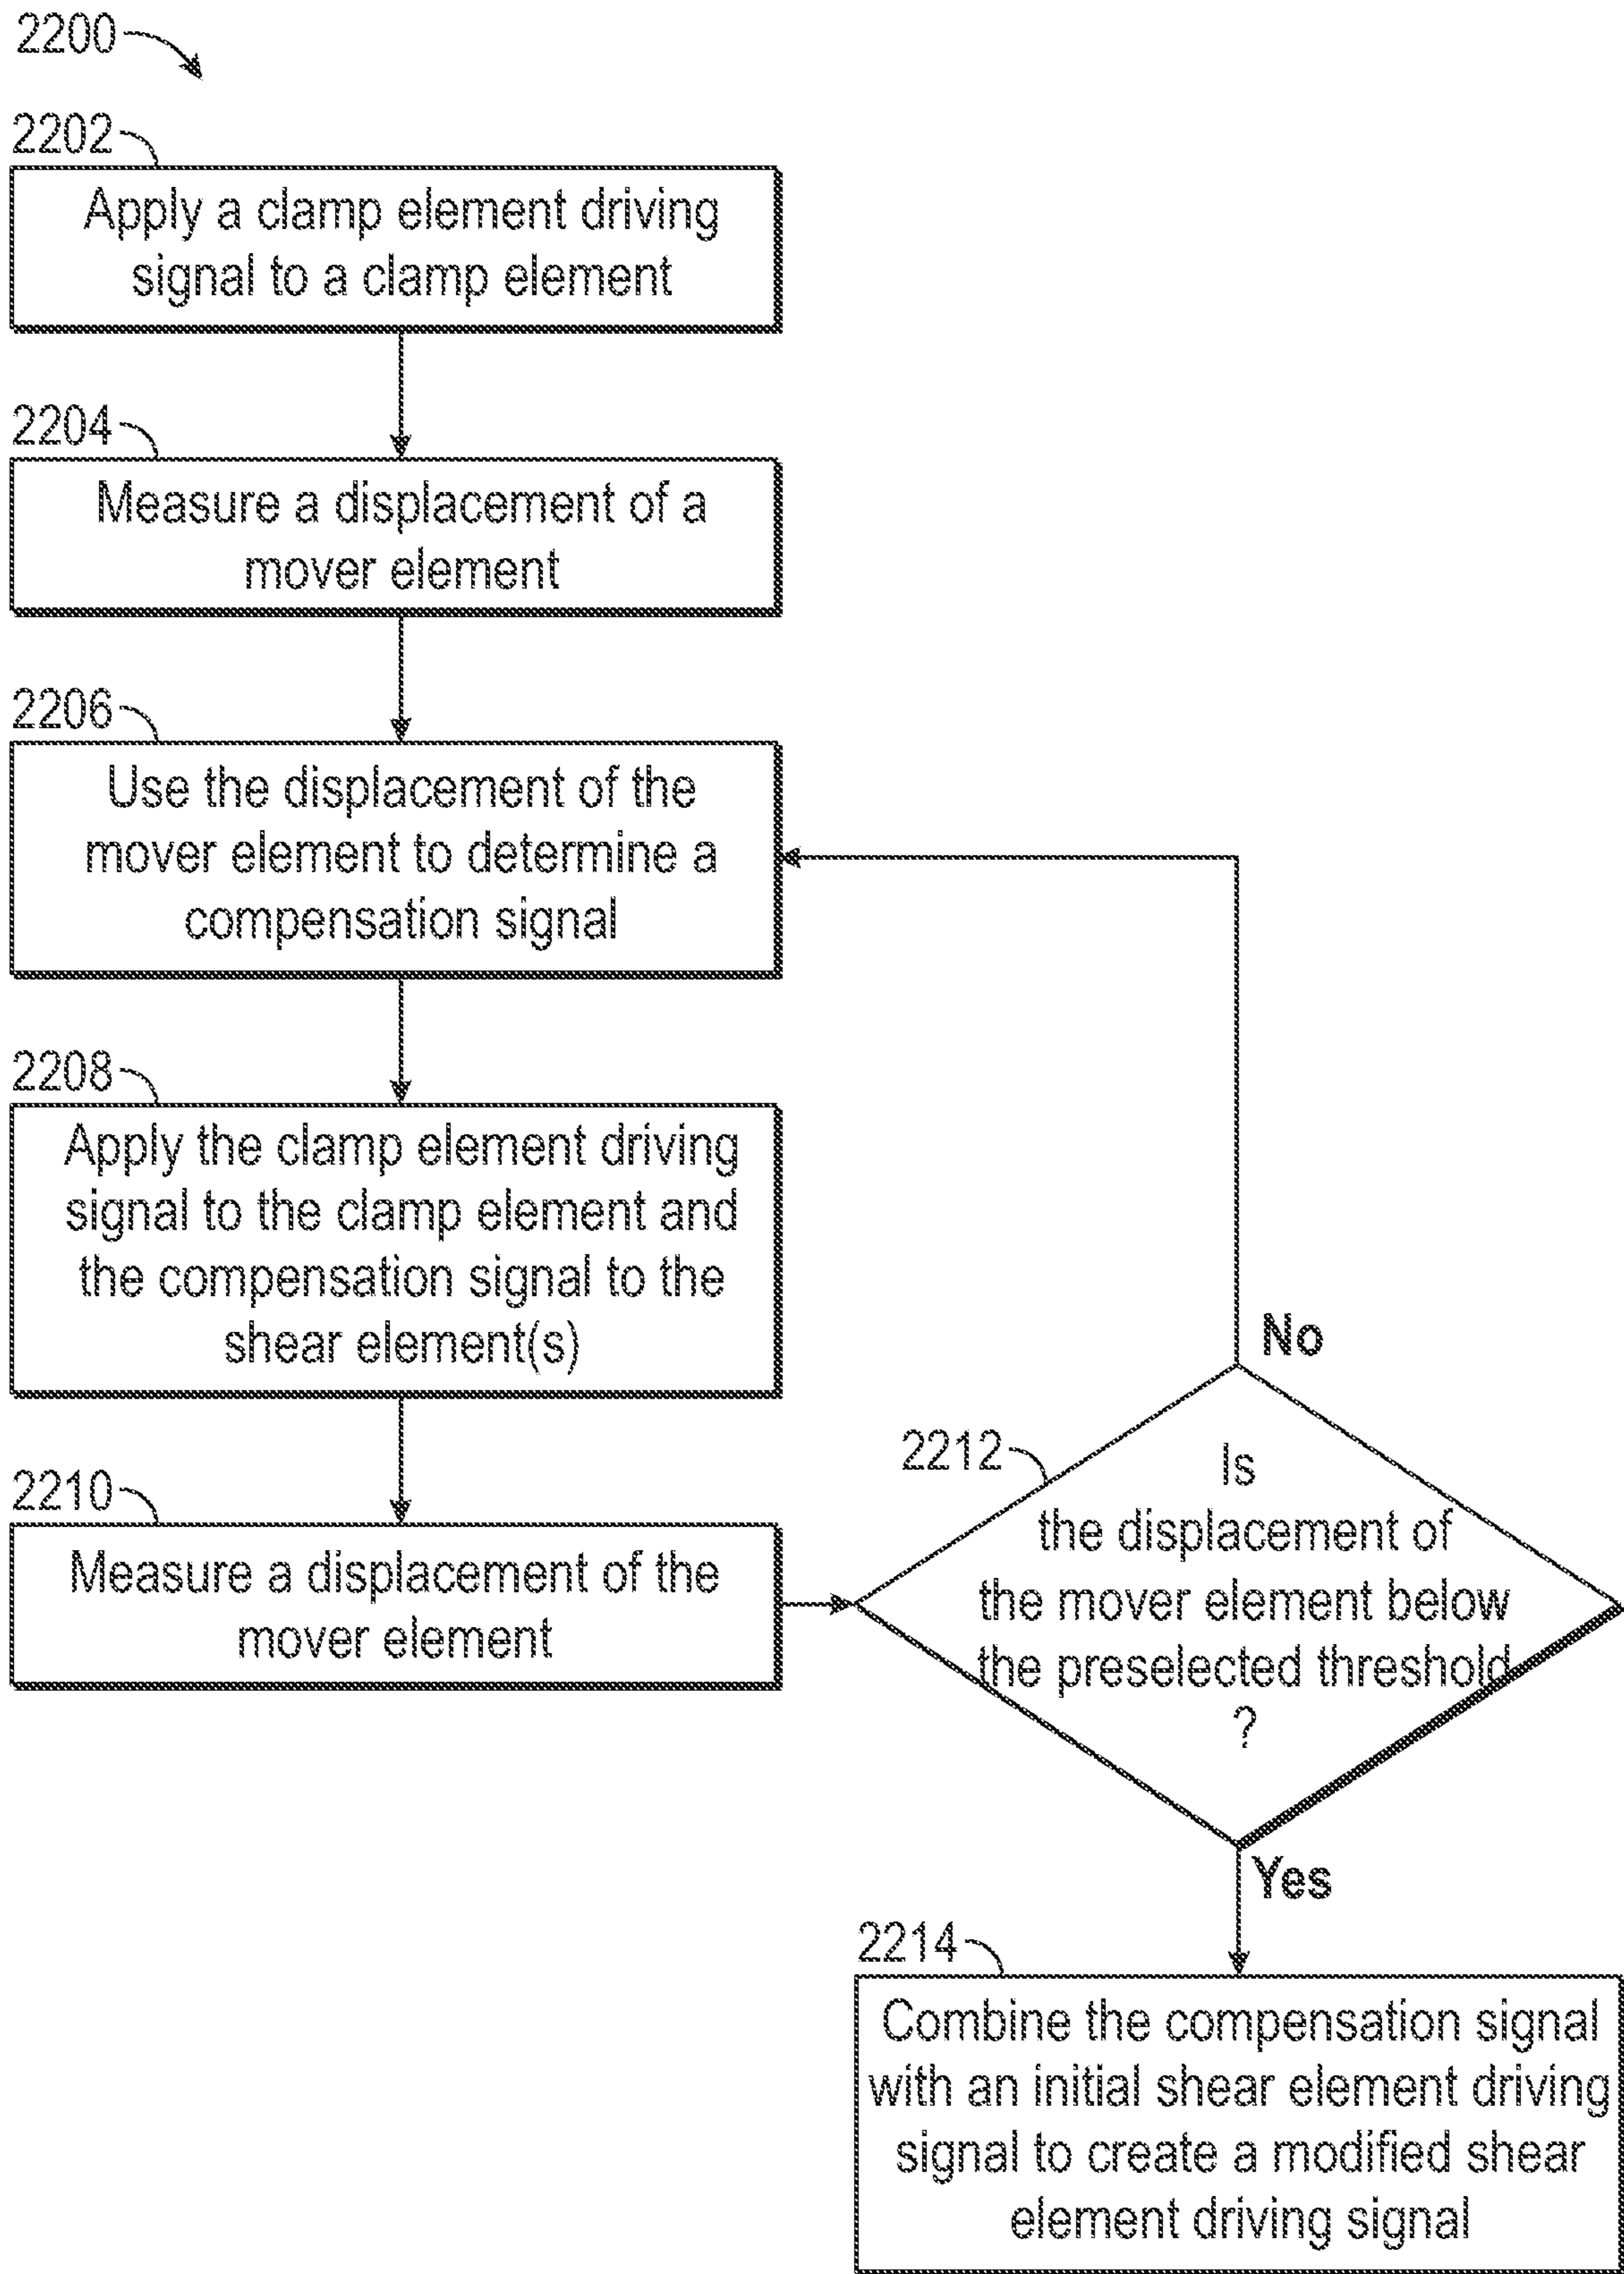 2200
2202
Apply a clamp element driving
signal to a clamp element
2204
Measure a displacement of a
mover element
2206
Use the displacement of the
mover element to determine a
compensation signal
2208
Apply the clamp element driving
signal to the clamp element and
the compensation signal to the
shear element(s)
2210
Measure a displacement of the
mover element
No
2212
Is
the displacement of
the mover element below
the preselected threshold
?
Yes
2214
Combine the compensation signal
with an initial shear element driving
signal to create a modified shear
element driving signal